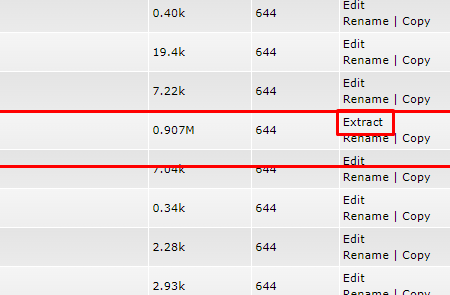 0.40k 644 Edit
Rename | Copy
19.4k 644 Edit
Rename | Copy
7.22k 644 Edit
Rename | Copy
0.907M 644 Extract
Rename | Copy
7.04k 644 Edit
Rename | Copy
0.34k 644 Edit
Rename | Copy
2.28k 644 Edit
Rename | Copy
2.93k 644 Edit
Rename | Copy